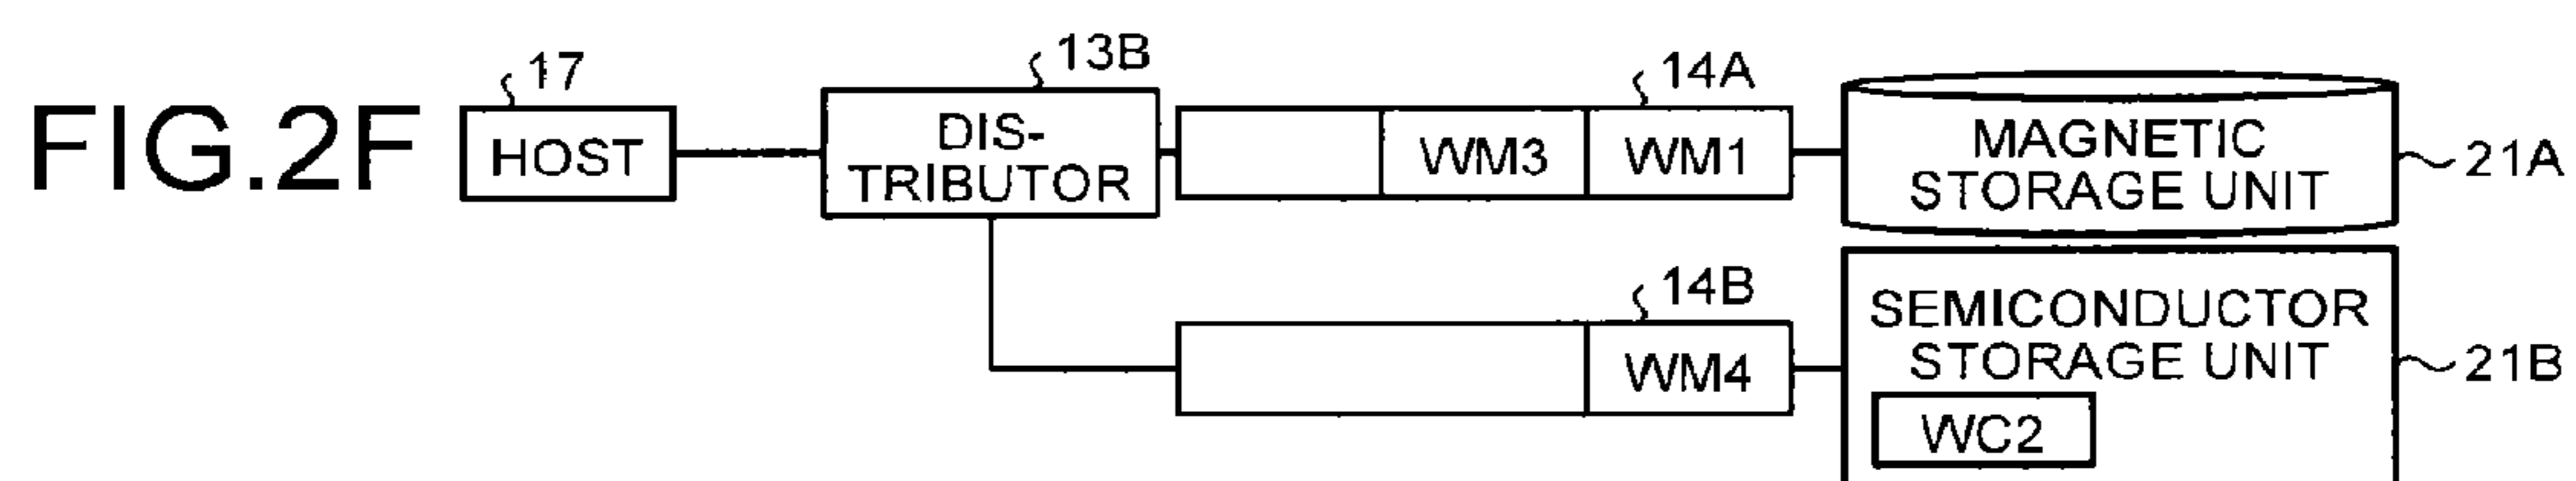 FIG.2F
17
HOST
13B
DIS-
TRIBUTOR
14A
WM3
WM1
MAGNETIC
STORAGE UNIT
21A
14B
WM4
SEMICONDUCTOR
STORAGE UNIT
21B
WC2